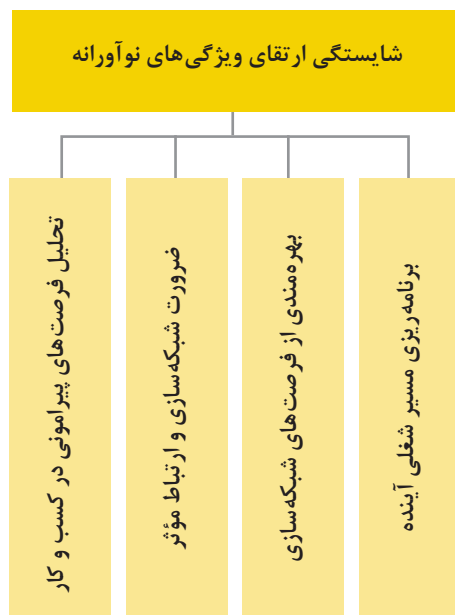 شایستگی ارتقای ویژگی‌های نوآورانه
برنامه‌ریزی مسیر شغلی آینده
بهره‌مندی از فرصت‌های شبکه‌سازی
ضرورت شبکه‌سازی و ارتباط مؤثر
تحلیل فرصت‌های پیرامونی در کسب و کار